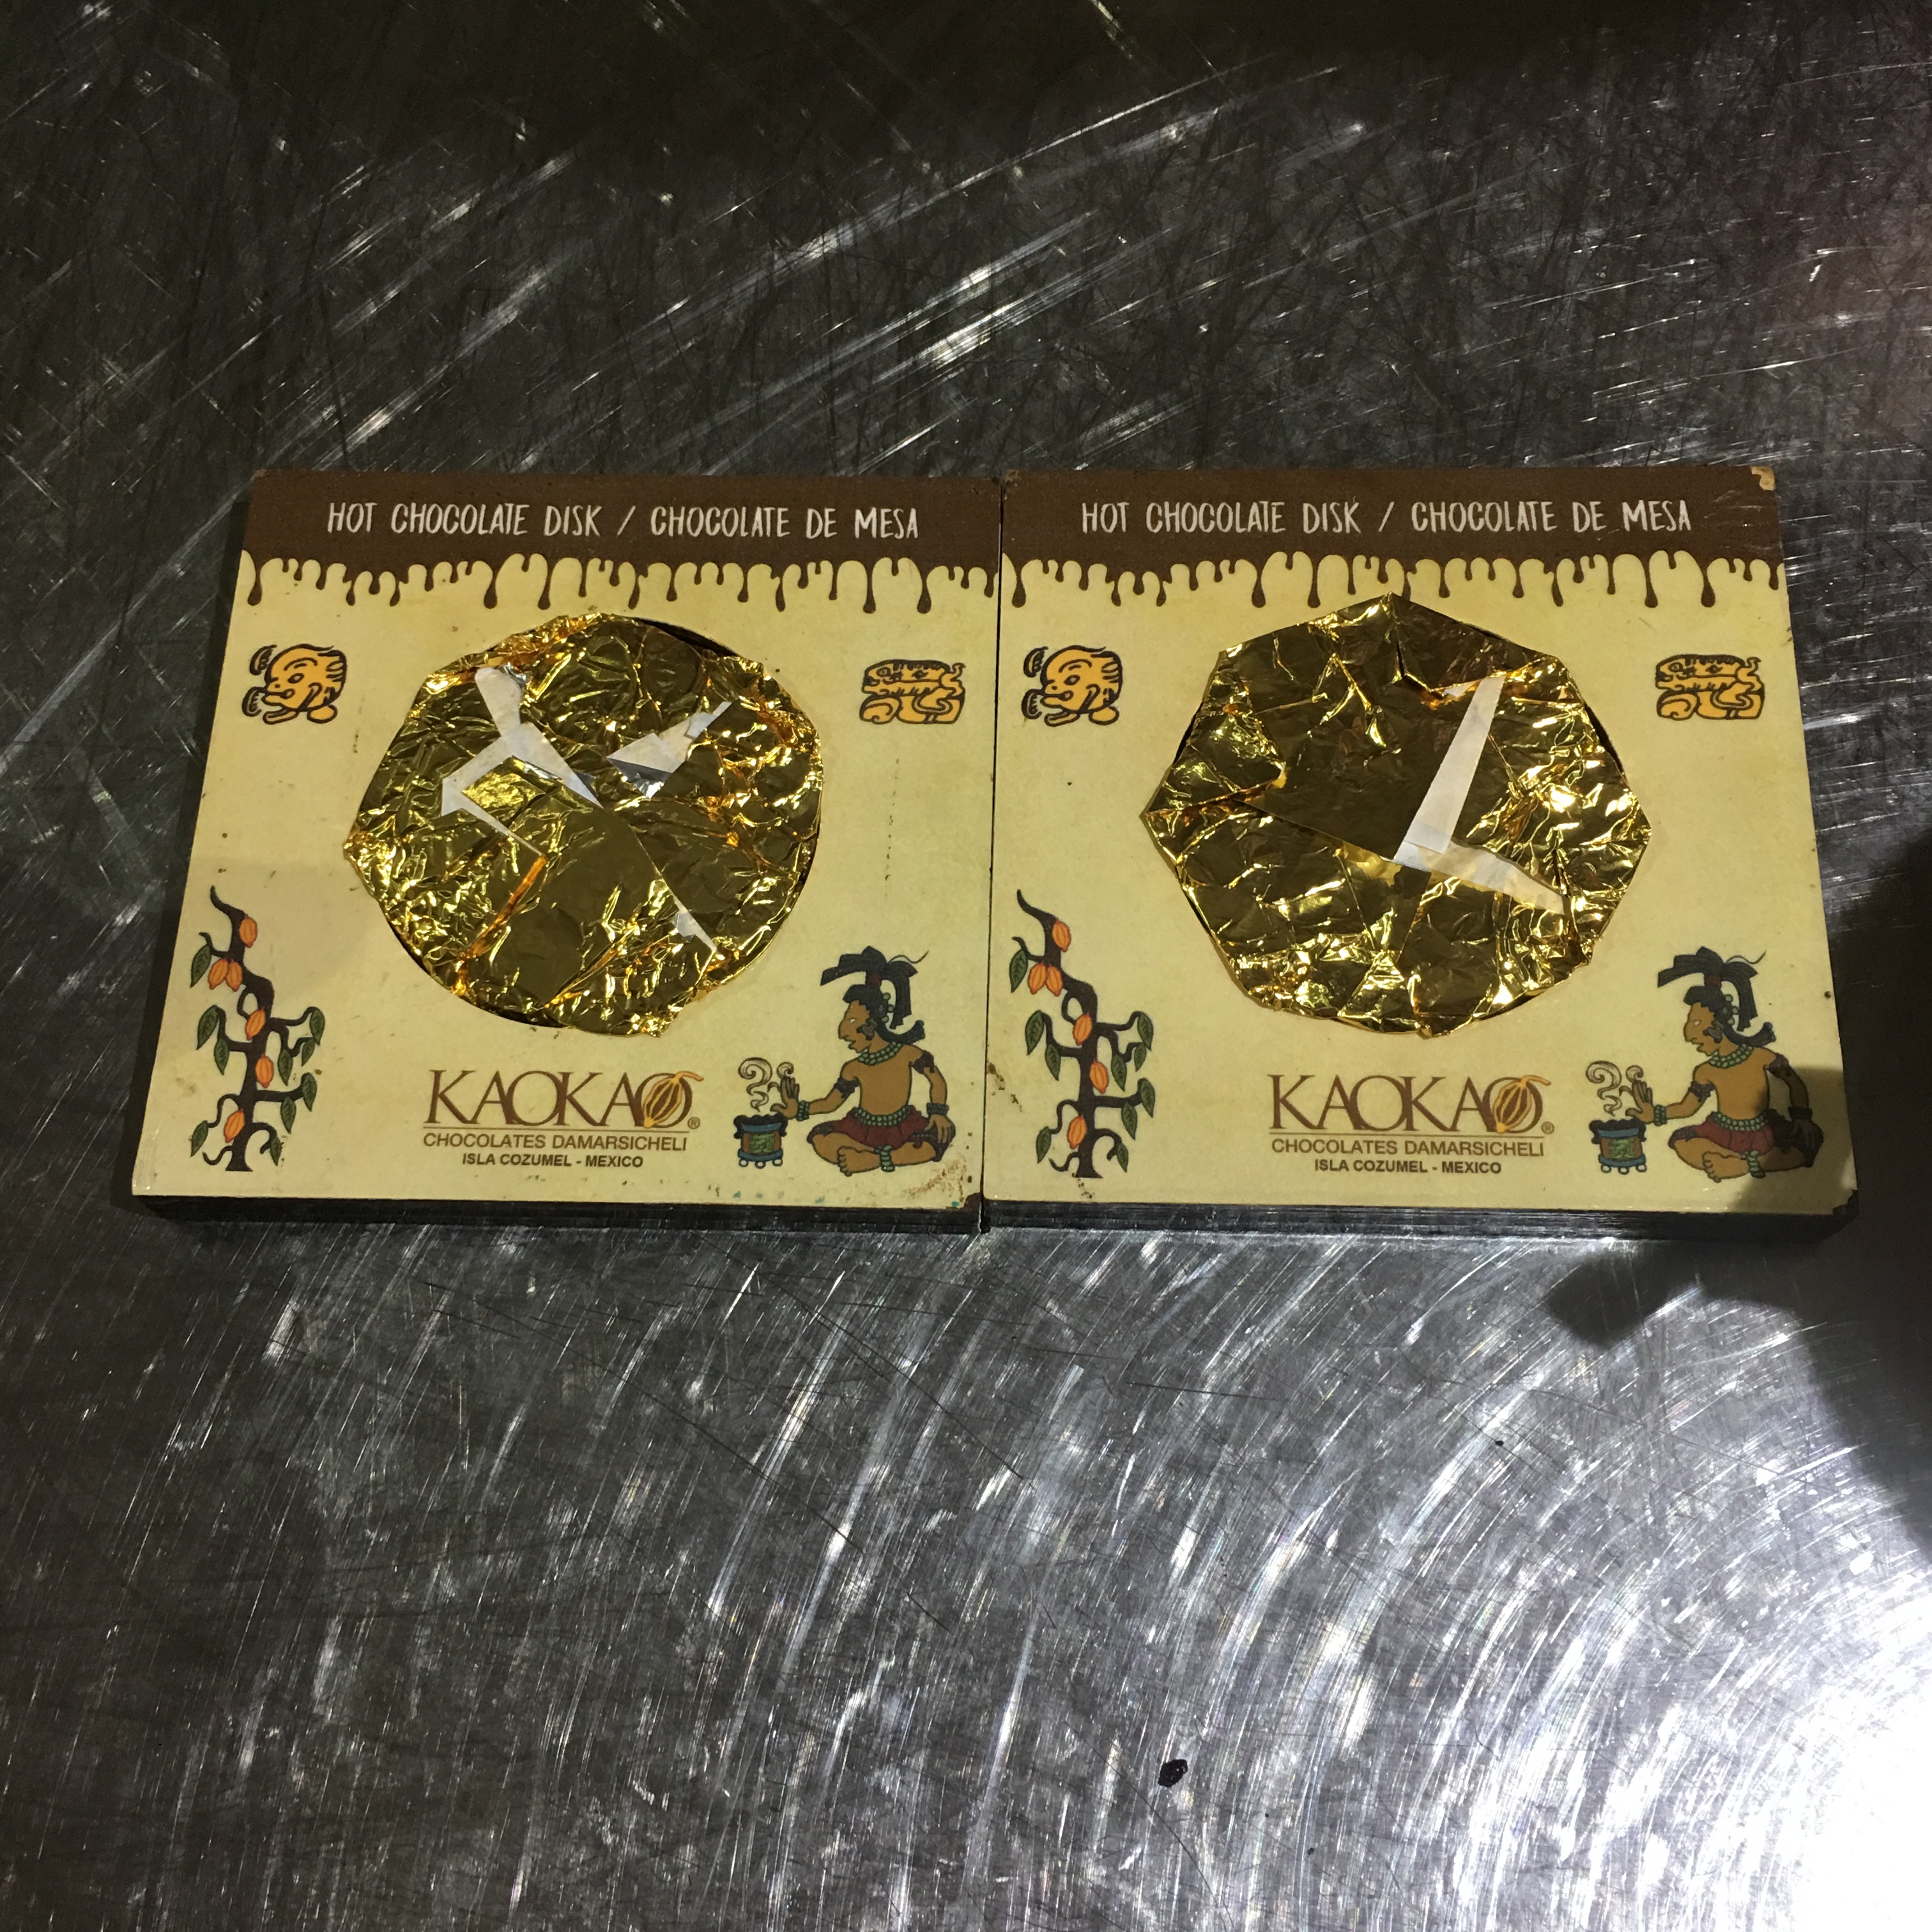 HOT CHOCOLATE DISK / CHOCOLATE DE MESA
KAOKAO®
CHOCOLATES DAMARSICHELI
ISLA COZUMEL - MEXICO
HOT CHOCOLATE DISK / CHOCOLATE DE MESA
KAOKAO®
CHOCOLATES DAMARSICHELI
ISLA COZUMEL - MEXICO